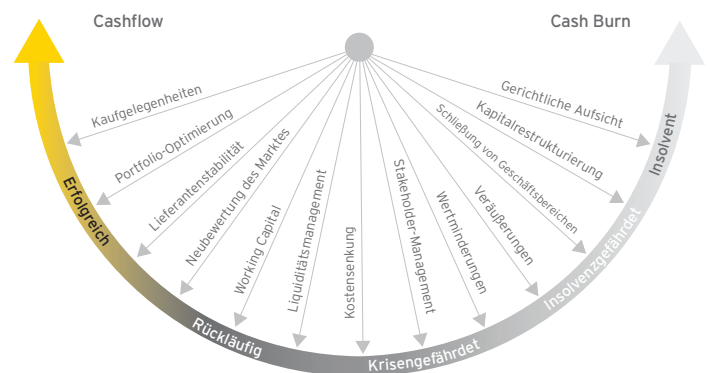 Cashflow
Cash Burn
Kaufgelegenheiten
Portfolio-Optimierung
Lieferantenstabilität
Neubewertung des Marktes
Working Capital
Liquiditätsmanagement
Kostensenkung
Stakeholder-Management
Wertminderungen
Veräußerungen
Schließung von Geschäftsbereichen
Kapitalrestrukturierung
Gerichtliche Aufsicht
Erfolgreich
Rückläufig
Krisengefährdet
Insolvenzgefährdet
Insolvent